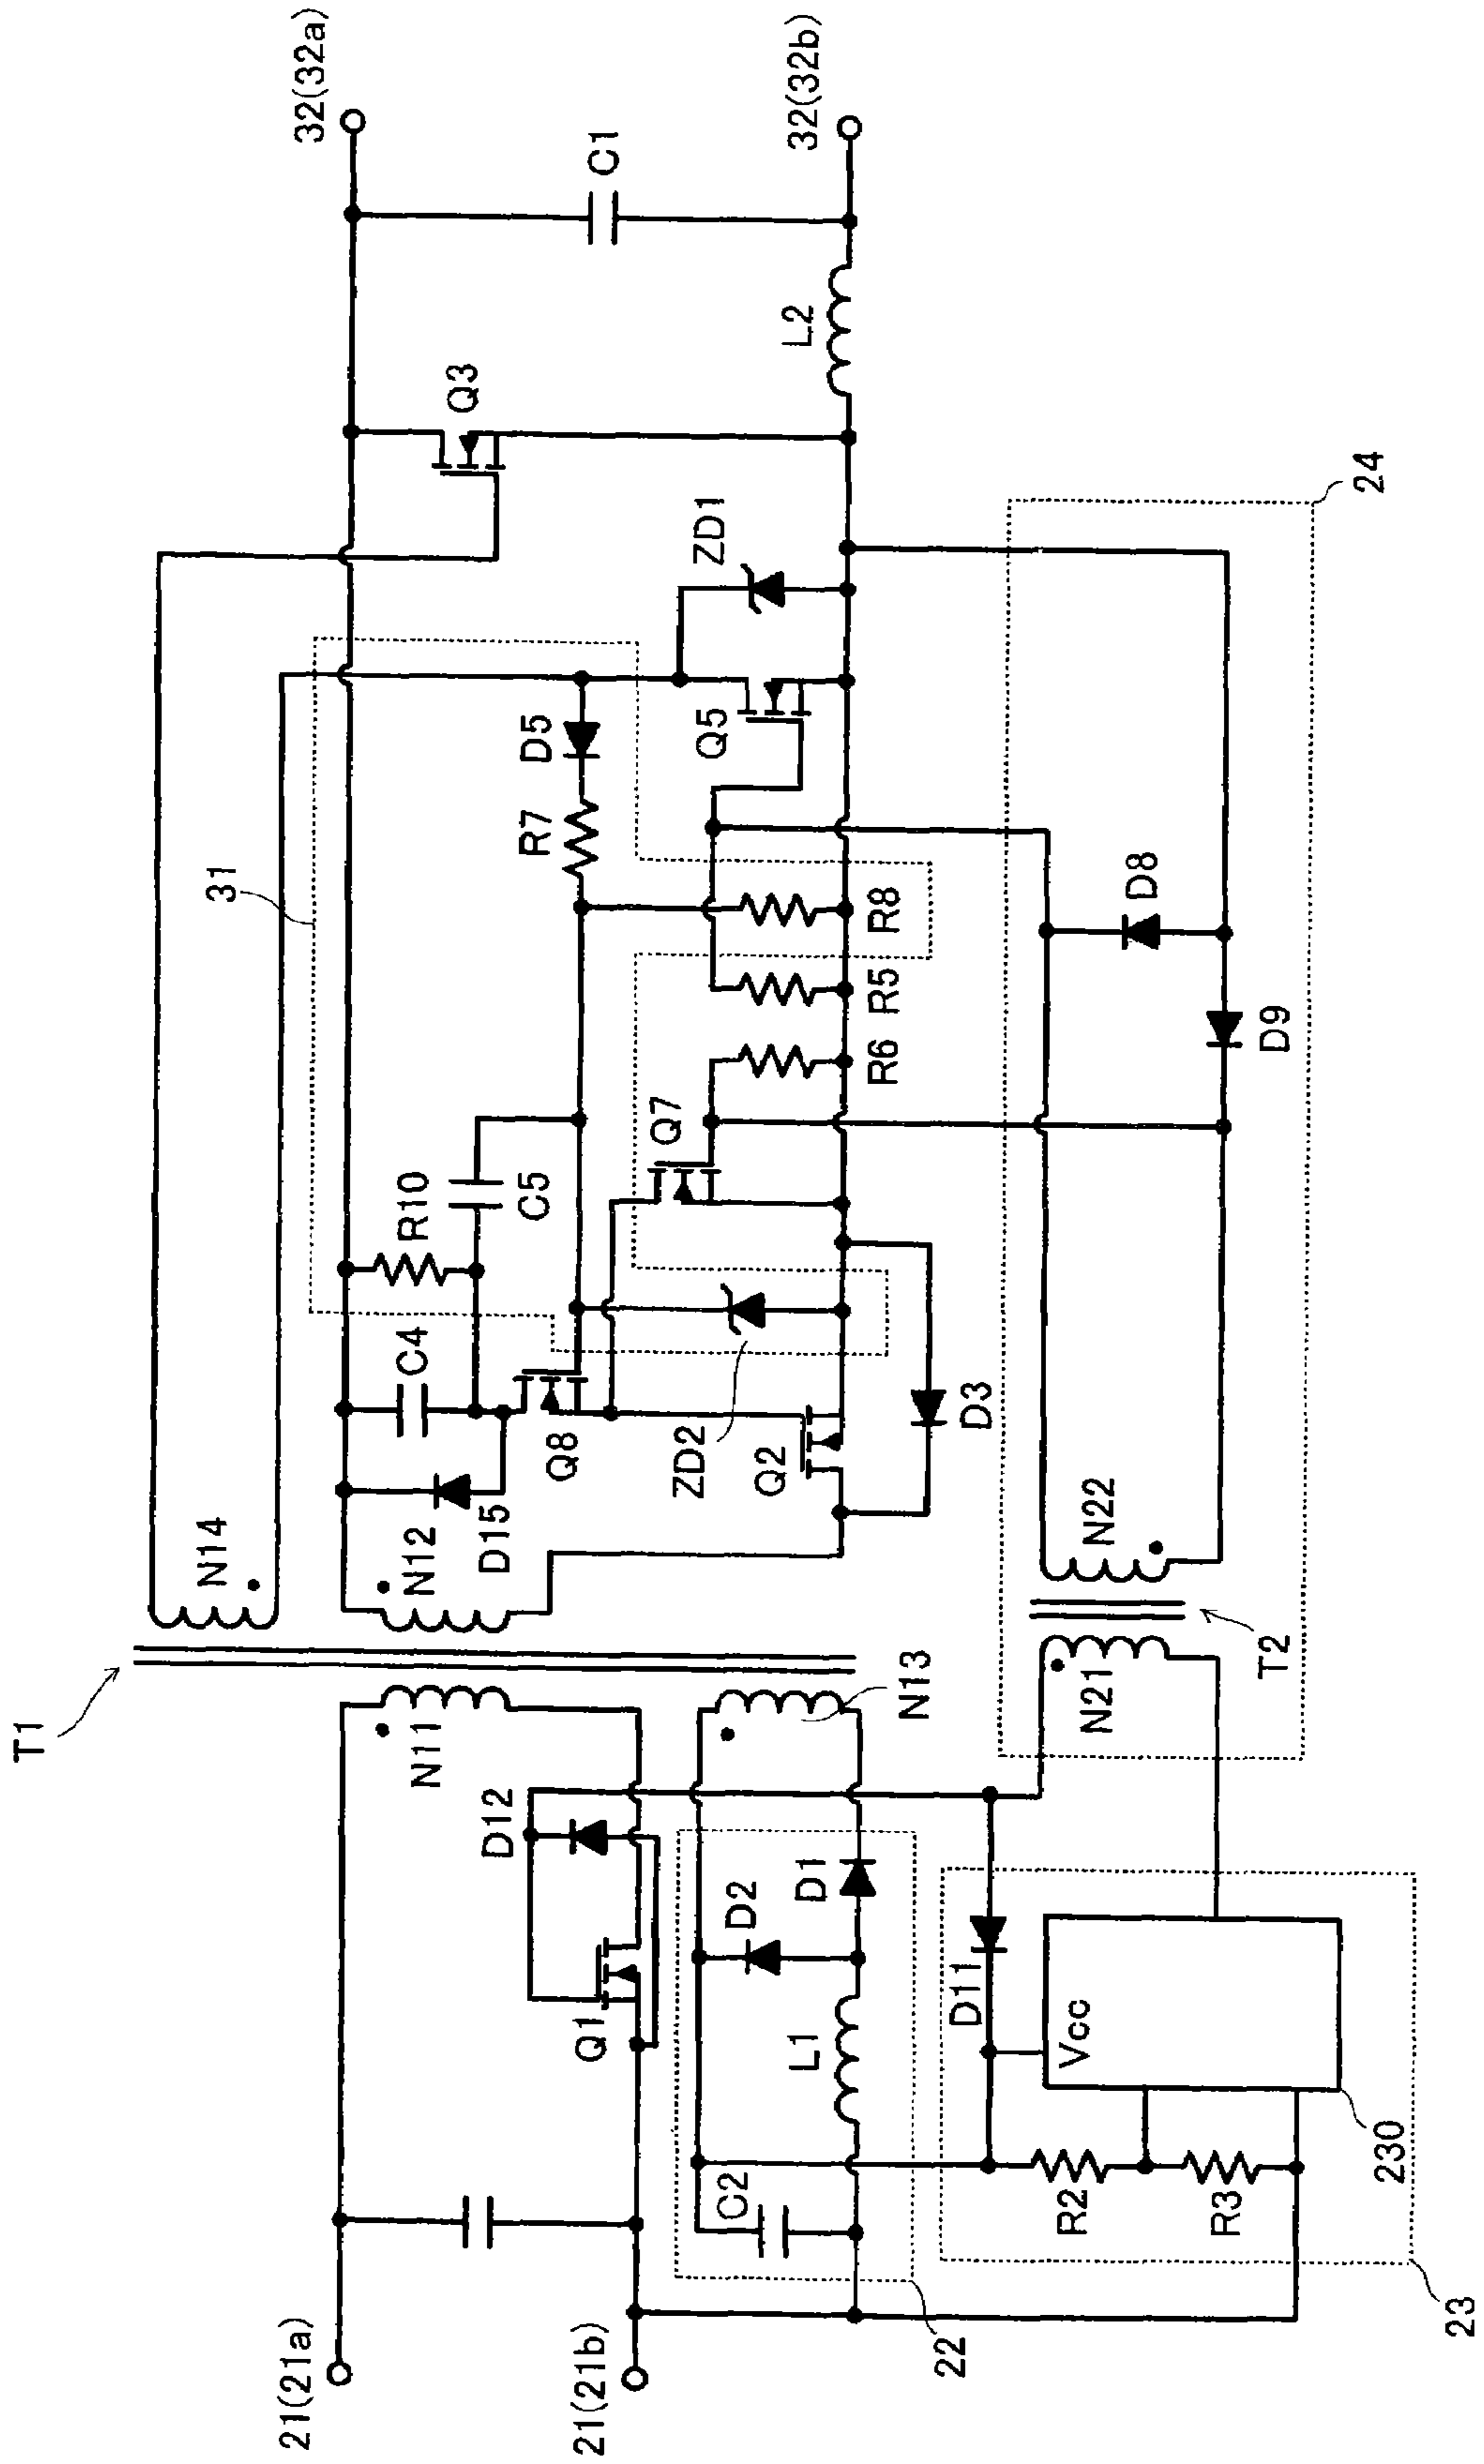 T1
21(21a)
21(21b)
22
23
230
Vcc
R2
R3
C2
L1
D1
D2
D11
D12
Q1
N11
N13
N21
T2
N22
N14
N12
D15
C4
Q8
R10
C5
ZD2
Q2
D3
Q7
R6
R5
R8
31
R7
D5
Q5
ZD1
D9
D8
24
Q3
L2
C1
32(32a)
32(32b)